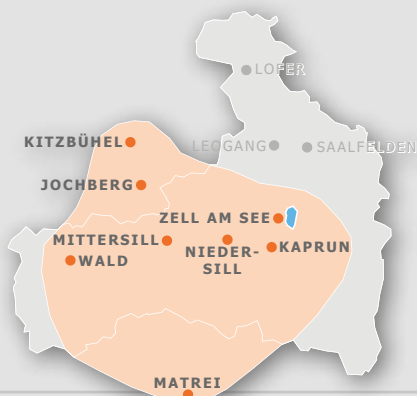 LOFER
KITZBÜHEL
LEOGANG
SAALFELDEN
JOCHBERG
ZELL AM SEE
MITTERSILL
NIEDER-
SILL
KAPRUN
WALD
MATREI